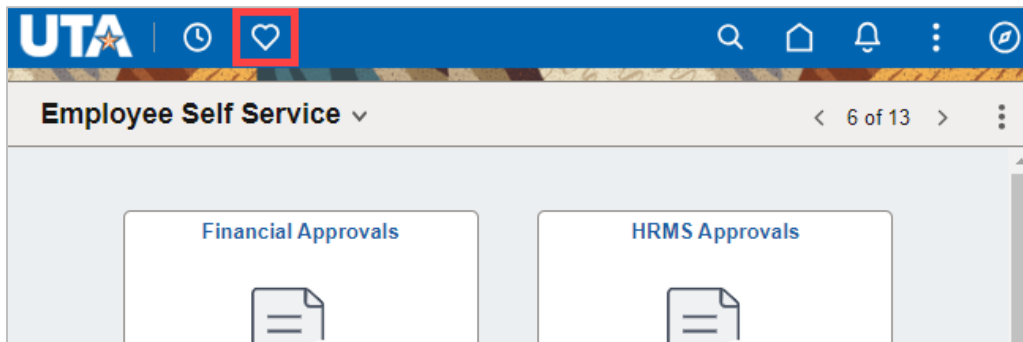 UTA
Employee Self Service
6 of 13
Financial Approvals
HRMS Approvals